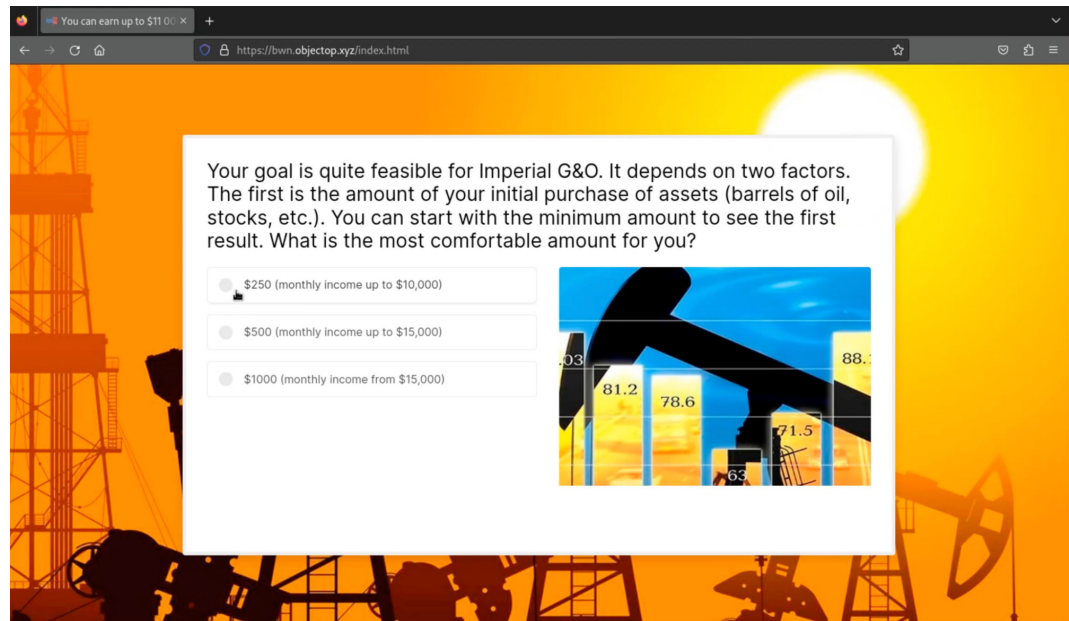 You can earn up to $11 00
https://bwn.objectop.xyz/index.html
Your goal is quite feasible for Imperial G&O. It depends on two factors.
The first is the amount of your initial purchase of assets (barrels of oil,
stocks, etc.). You can start with the minimum amount to see the first
result. What is the most comfortable amount for you?
$250 (monthly income up to $10,000)
$500 (monthly income up to $15,000)
$1000 (monthly income from $15,000)
.03
81.2
78.6
63
71.5
88.